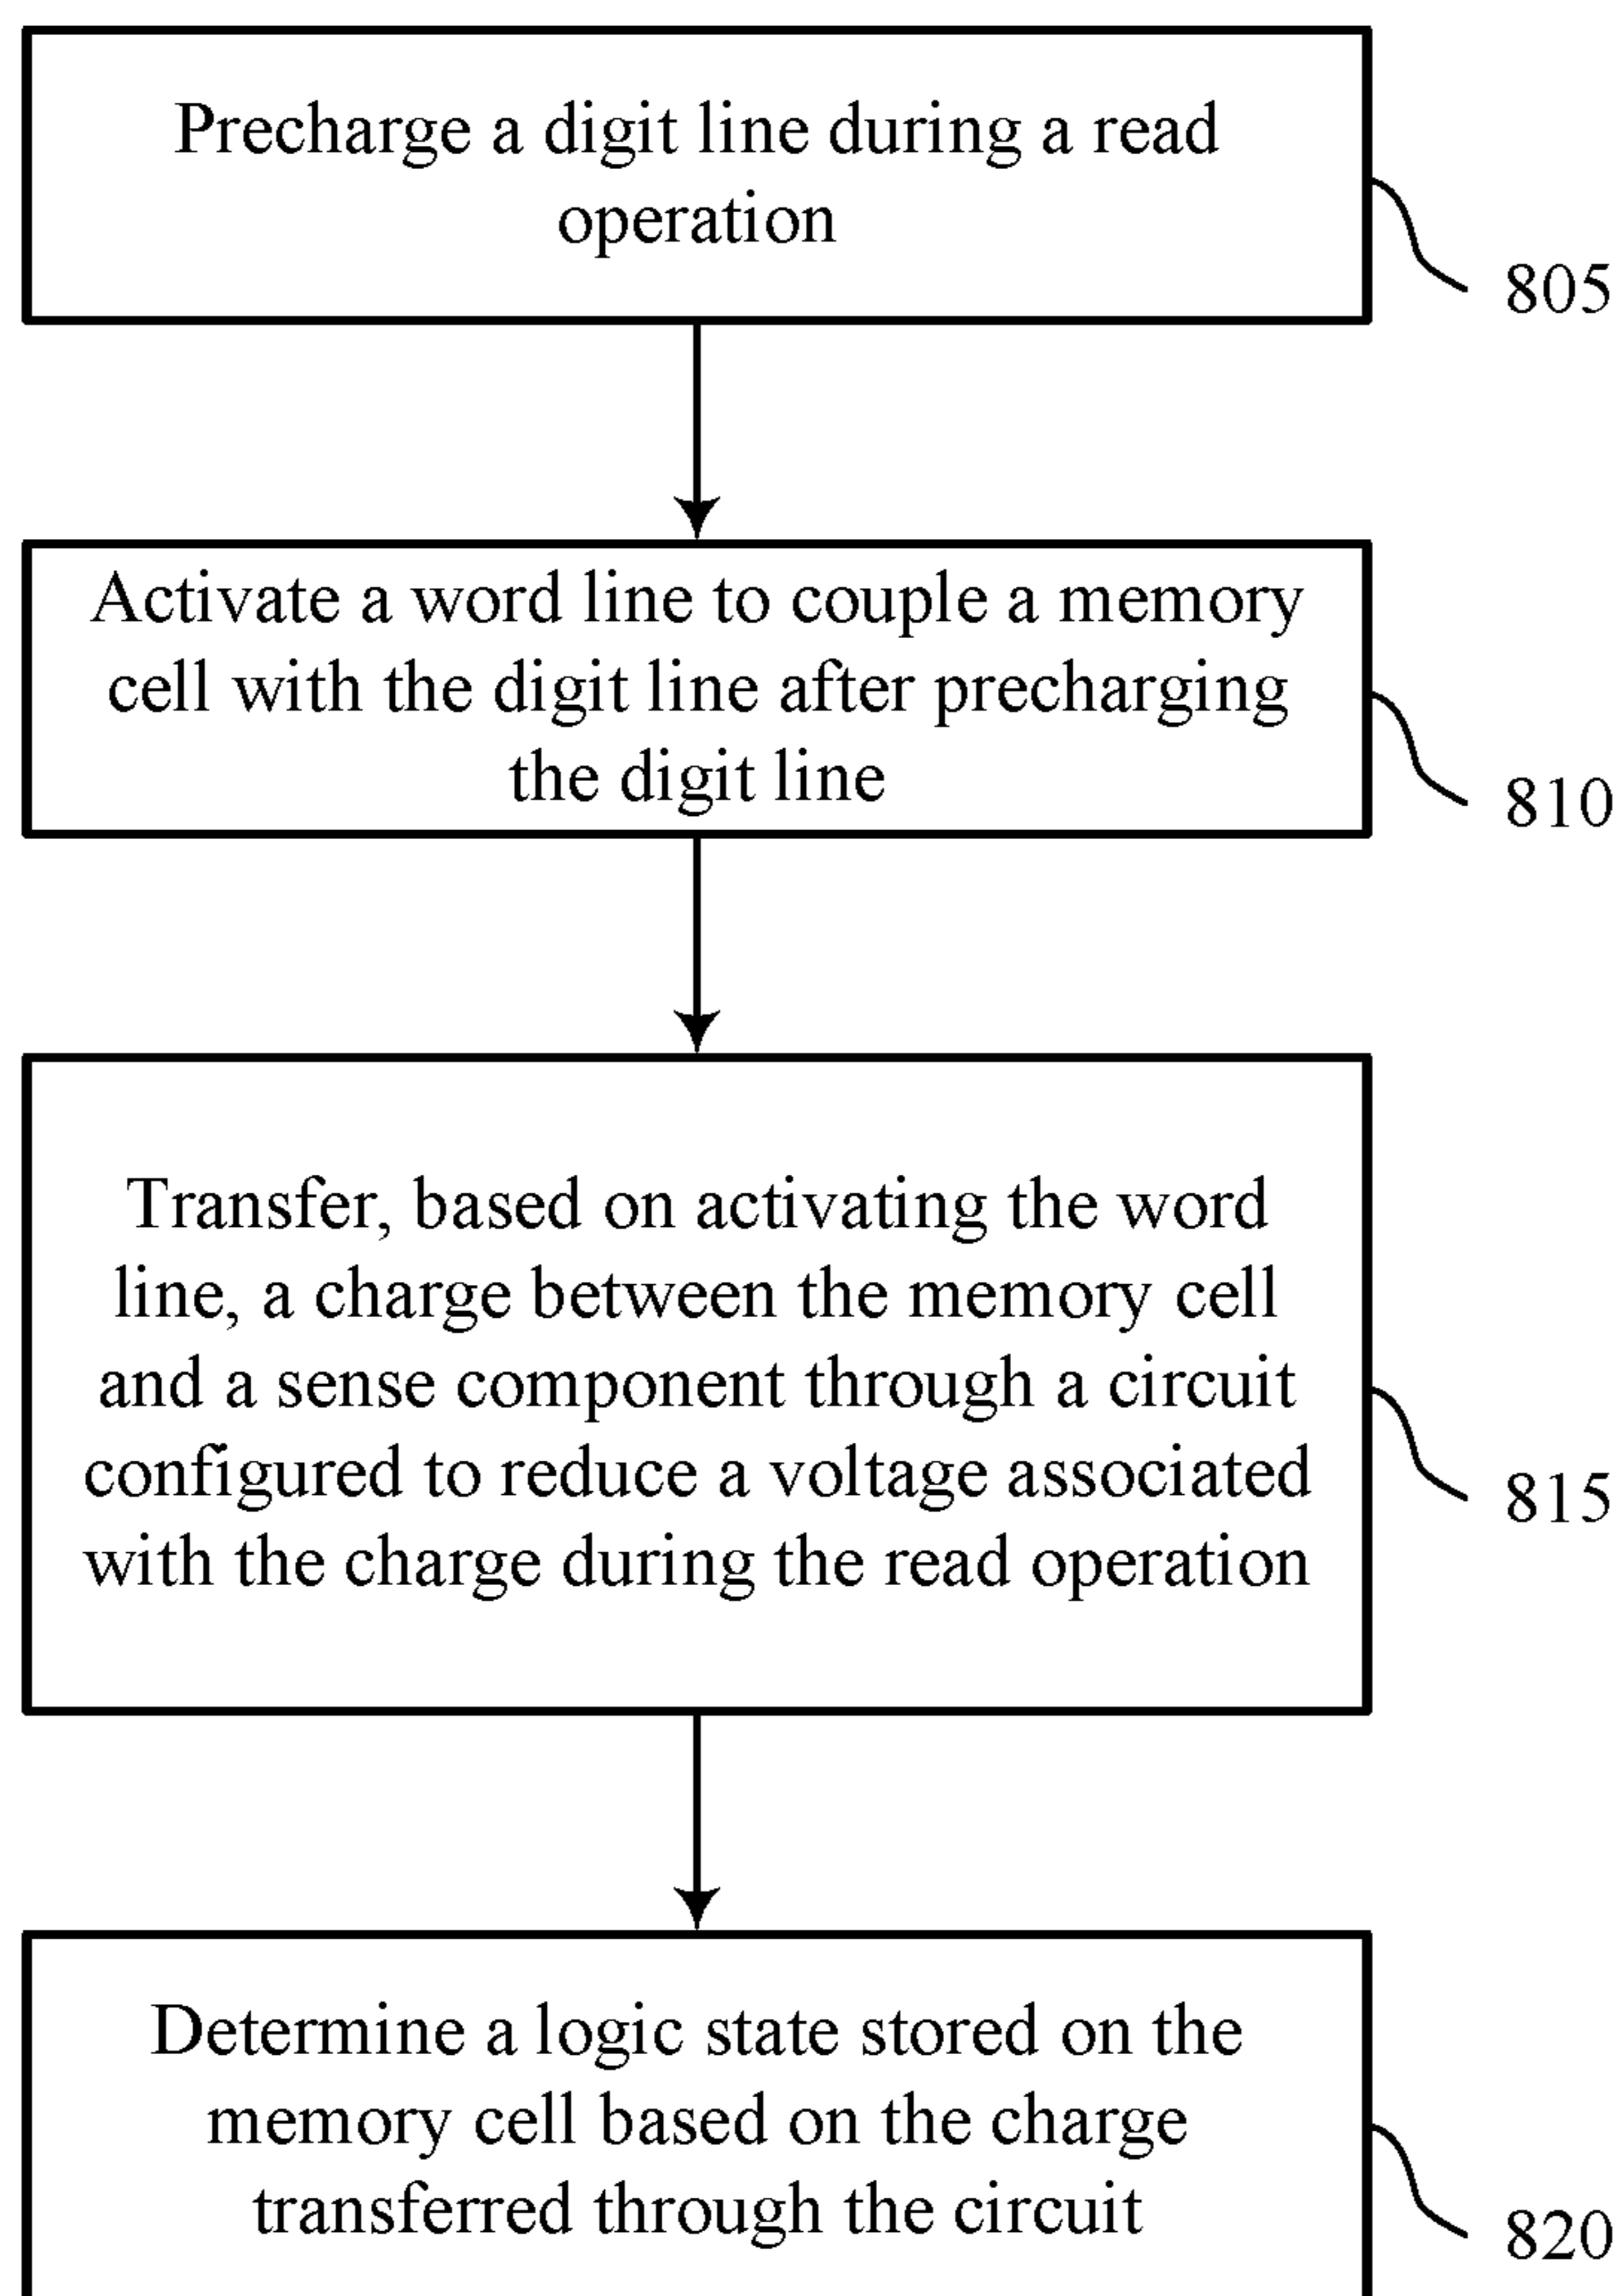 Precharge a digit line during a read
operation
805
Activate a word line to couple a memory
cell with the digit line after precharging
the digit line
810
Transfer, based on activating the word
line, a charge between the memory cell
and a sense component through a circuit
configured to reduce a voltage associated
with the charge during the read operation
815
Determine a logic state stored on the
memory cell based on the charge
transferred through the circuit
820